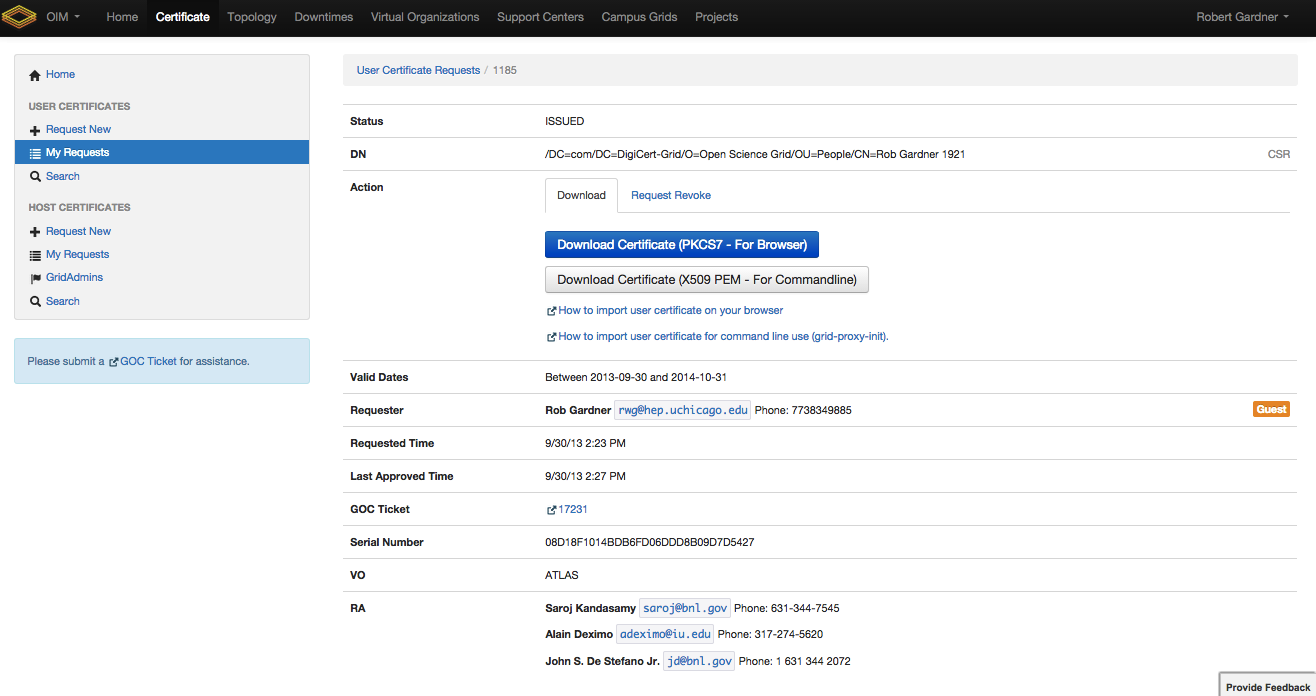 OIM Home Certificate Topology Downtimes Virtual Organizations Support Centers Campus Grids Projects Robert Gardner
Home
USER CERTIFICATES
Request New
My Requests
Search
HOST CERTIFICATES
Request New
My Requests
GridAdmins
Search
Please submit a GOC Ticket for assistance.
User Certificate Requests / 1185
Status ISSUED
DN /DC=com/DC=DigiCert-Grid/O=Open Science Grid/OU=People/CN=Rob Gardner 1921 CSR
Action Download Request Revoke
Download Certificate (PKCS7 - For Browser)
Download Certificate (X509 PEM - For Commandline)
How to import user certificate on your browser
How to import user certificate for command line use (grid-proxy-init).
Valid Dates Between 2013-09-30 and 2014-10-31
Requester Rob Gardner rwg@hep.uchicago.edu Phone: 7738349885 Guest
Requested Time 9/30/13 2:23 PM
Last Approved Time 9/30/13 2:27 PM
GOC Ticket 17231
Serial Number 08D18F1014BDB6FD06DDD8B09D7D5427
VO ATLAS
RA Saroj Kandasamy saroj@bnl.gov Phone: 631-344-7545
Alain Deximo adeximo@iu.edu Phone: 317-274-5620
John S. De Stefano Jr. jd@bnl.gov Phone: 1 631 344 2072
Provide Feedback